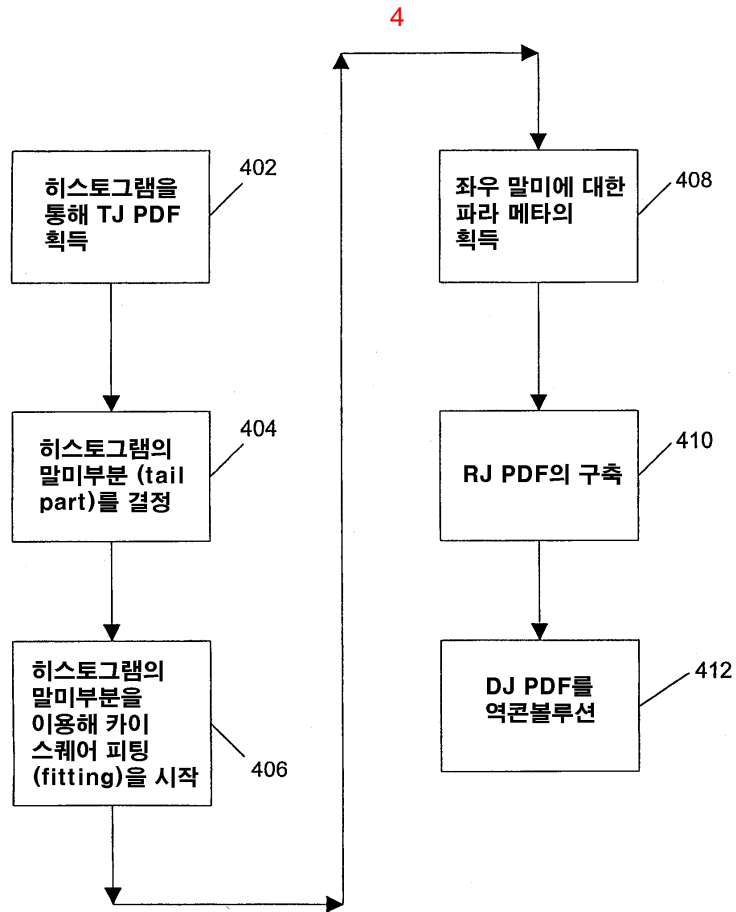 4
히스토그램을
통해 TJ PDF
획득
402
히스토그램의
말미부분 (tail
part)를 결정
404
히스토그램의
말미부분을
이용해 카이
스퀘어 피팅
(fitting)을 시작
406
좌우 말미에 대한
파라 메타의
획득
408
RJ PDF의 구축
410
DJ PDF를
역콘볼루션
412